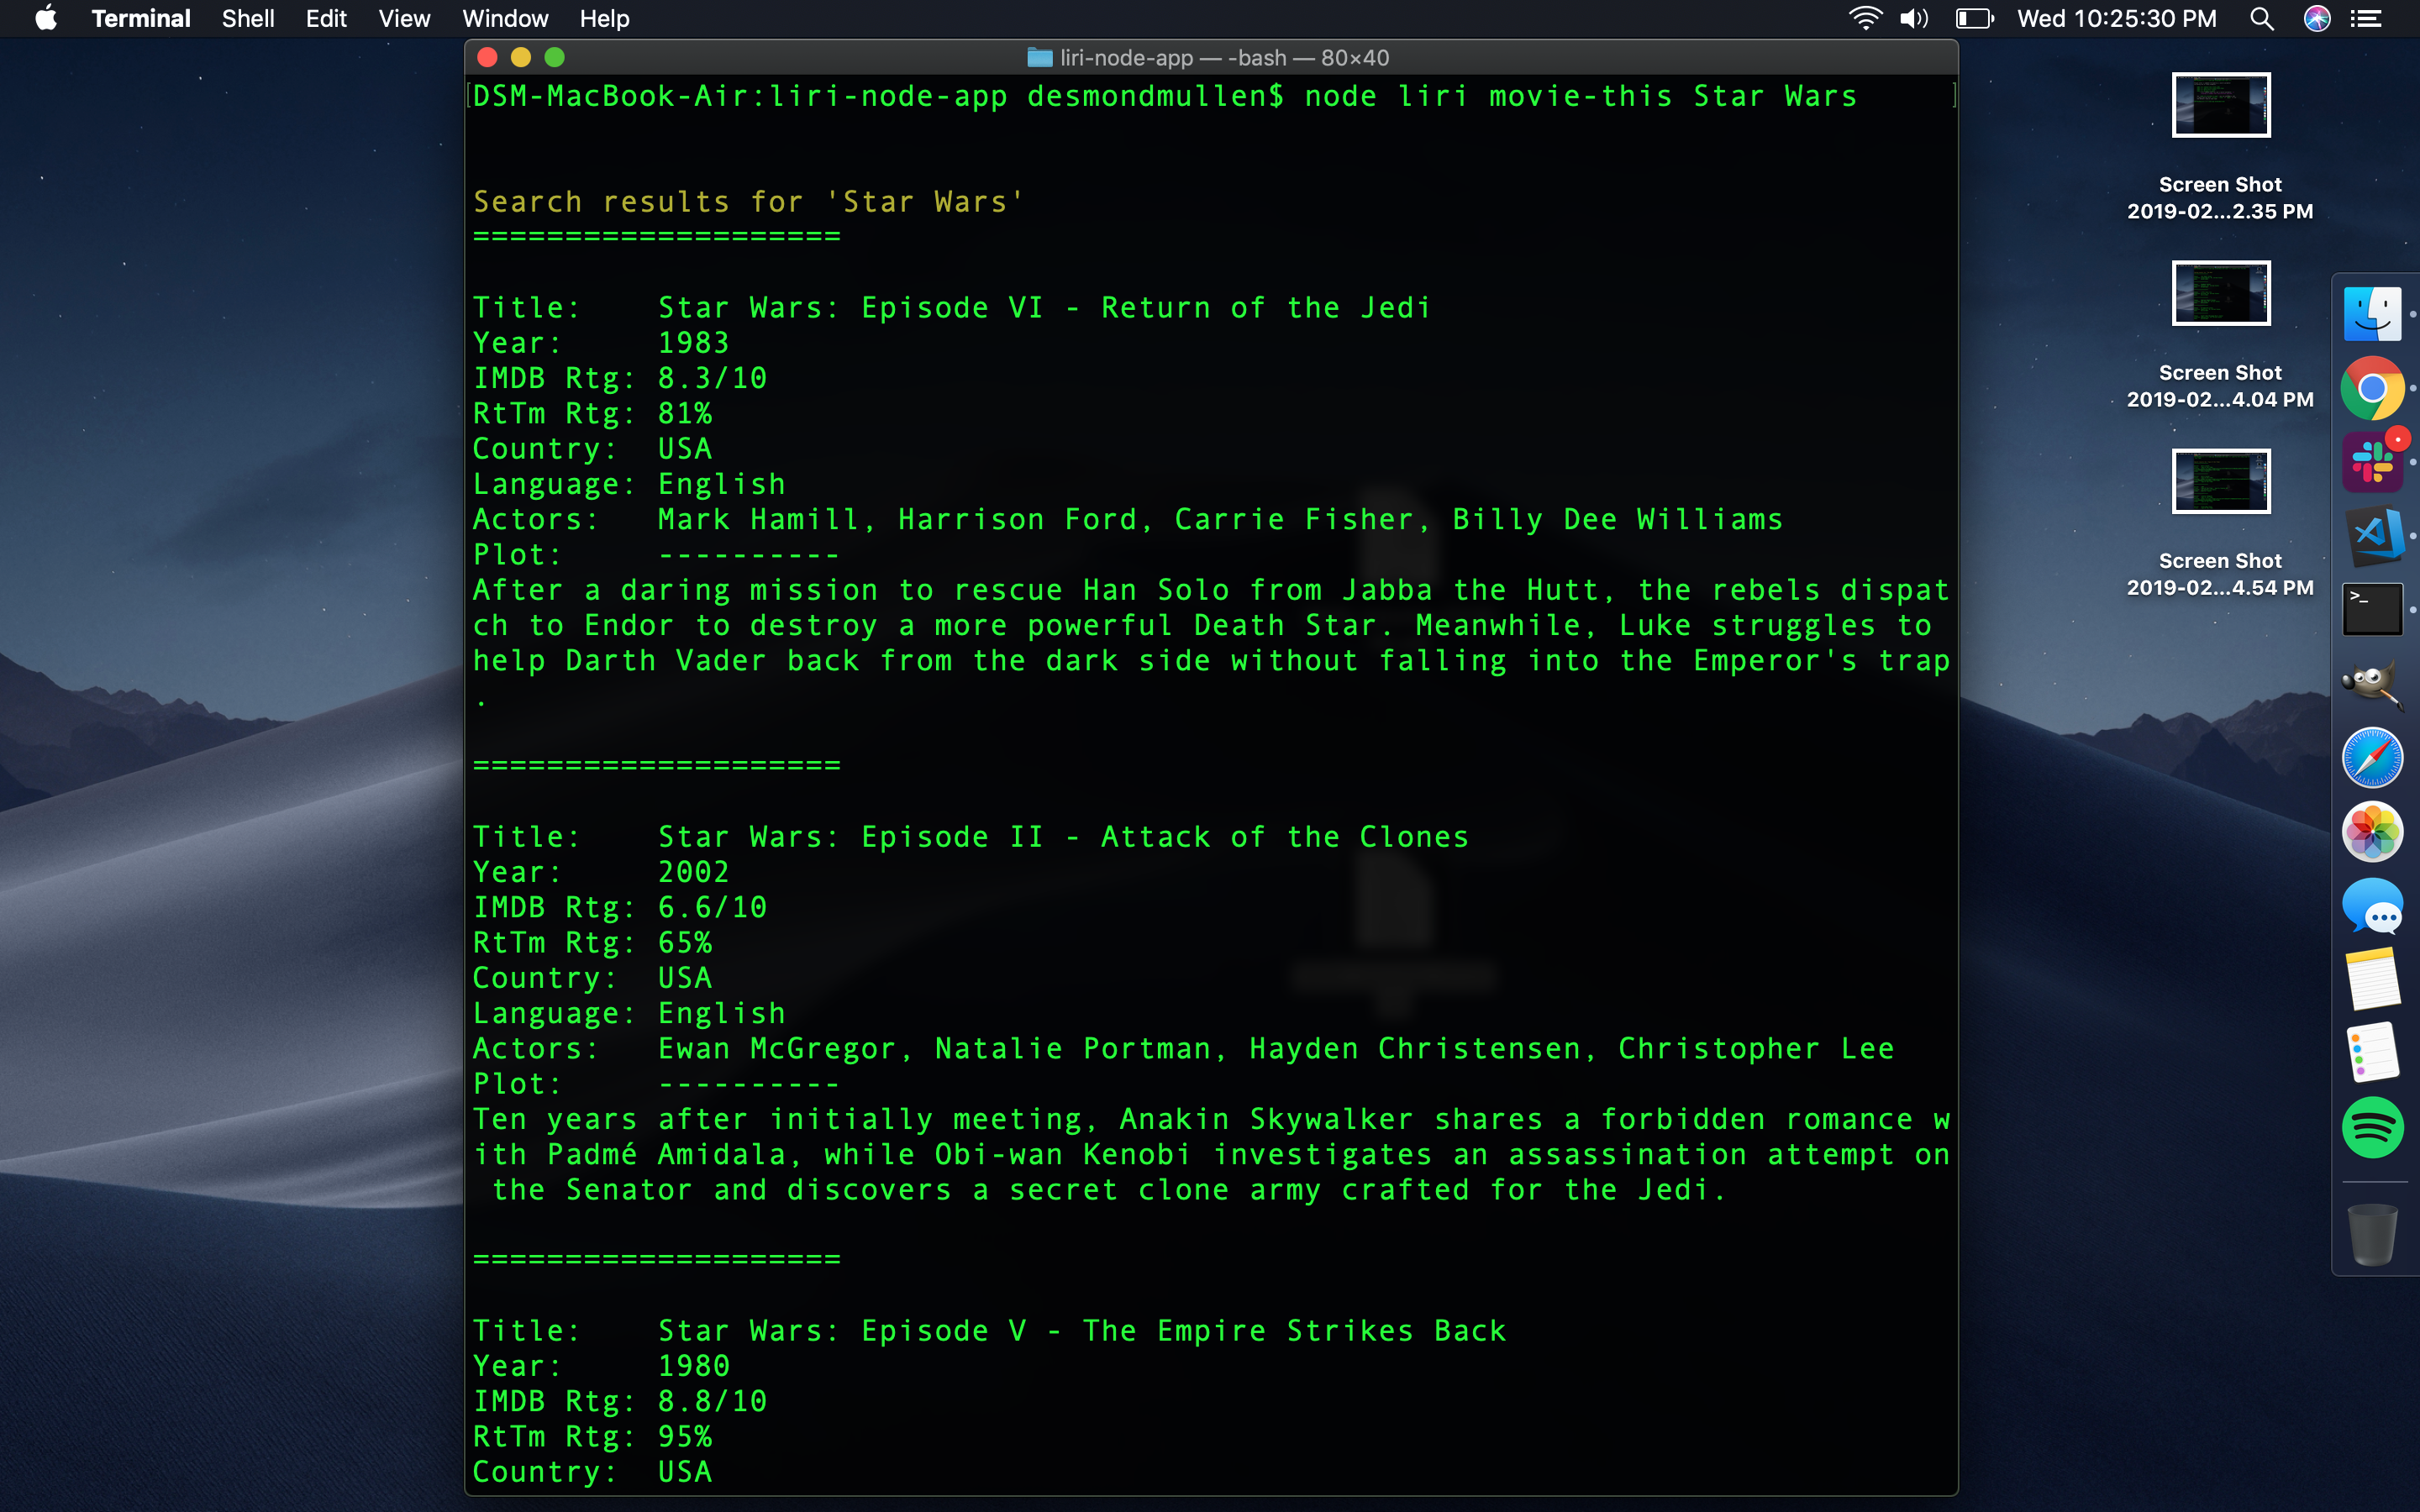 Terminal Shell Edit View Window Help Wed 10:25:30 PM
liri-node-app — -bash — 80×40
[DSM-MacBook-Air:liri-node-app desmondmullen$ node liri movie-this Star Wars ]
Search results for 'Star Wars'
====================
Title: Star Wars: Episode VI - Return of the Jedi
Year: 1983
IMDB Rtg: 8.3/10
RtTm Rtg: 81%
Country: USA
Language: English
Actors: Mark Hamill, Harrison Ford, Carrie Fisher, Billy Dee Williams
Plot: ----------
After a daring mission to rescue Han Solo from Jabba the Hutt, the rebels dispat
ch to Endor to destroy a more powerful Death Star. Meanwhile, Luke struggles to
help Darth Vader back from the dark side without falling into the Emperor's trap
.
====================
Title: Star Wars: Episode II - Attack of the Clones
Year: 2002
IMDB Rtg: 6.6/10
RtTm Rtg: 65%
Country: USA
Language: English
Actors: Ewan McGregor, Natalie Portman, Hayden Christensen, Christopher Lee
Plot: ----------
Ten years after initially meeting, Anakin Skywalker shares a forbidden romance w
ith Padmé Amidala, while Obi-wan Kenobi investigates an assassination attempt on
the Senator and discovers a secret clone army crafted for the Jedi.
====================
Title: Star Wars: Episode V - The Empire Strikes Back
Year: 1980
IMDB Rtg: 8.8/10
RtTm Rtg: 95%
Country: USA
Screen Shot
2019-02...2.35 PM
Screen Shot
2019-02...4.04 PM
Screen Shot
2019-02...4.54 PM
>_